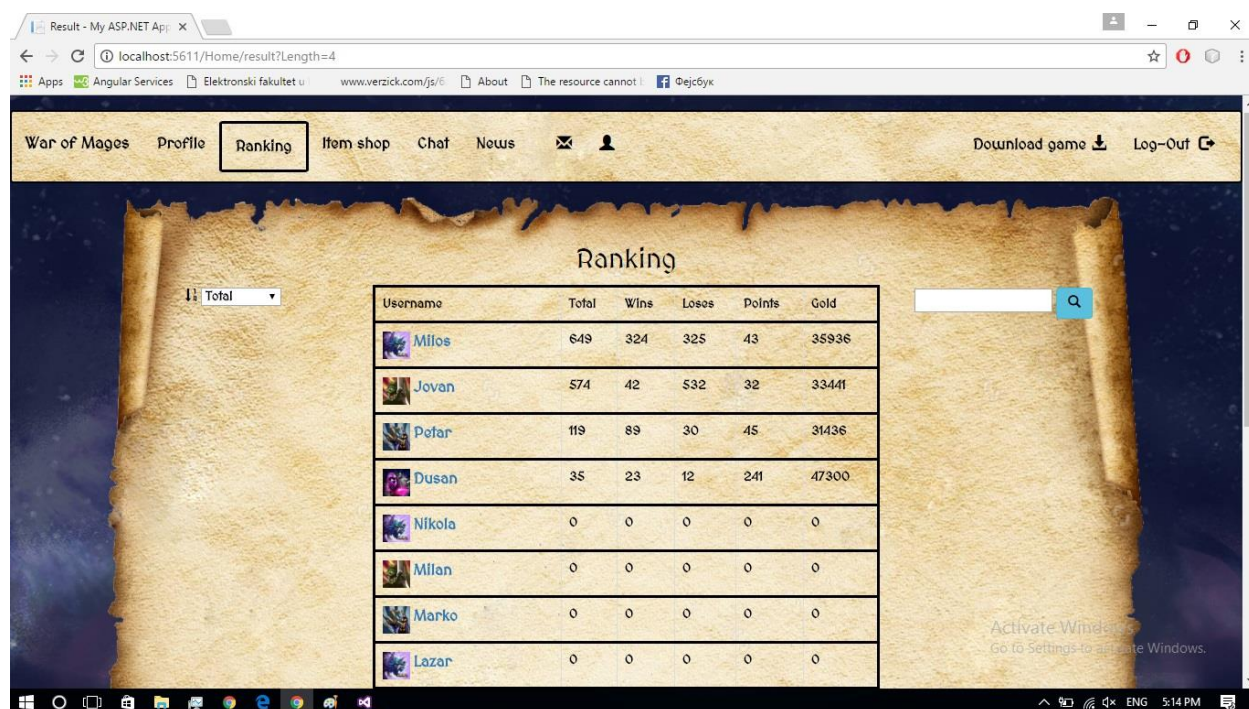 Result - My ASP.NET App
localhost:5611/Home/result?Length=4
Apps Angular Services Elektronski fakultet u www.verzick.com/js/6 About The resource cannot b Фејсбук
War of Mages Profile Ranking Item shop Chat News Download game Log-Out
Ranking
Total
Username Total Wins Loses Points Gold
Milos 649 324 325 43 35936
Jovan 574 42 532 32 33441
Petar 119 89 30 45 31436
Dusan 35 23 12 241 47300
Nikola 0 0 0 0 0
Milan 0 0 0 0 0
Marko 0 0 0 0 0
Lazar 0 0 0 0 0
Activate Windows
Go to Settings to activate Windows.
ENG 5:14 PM